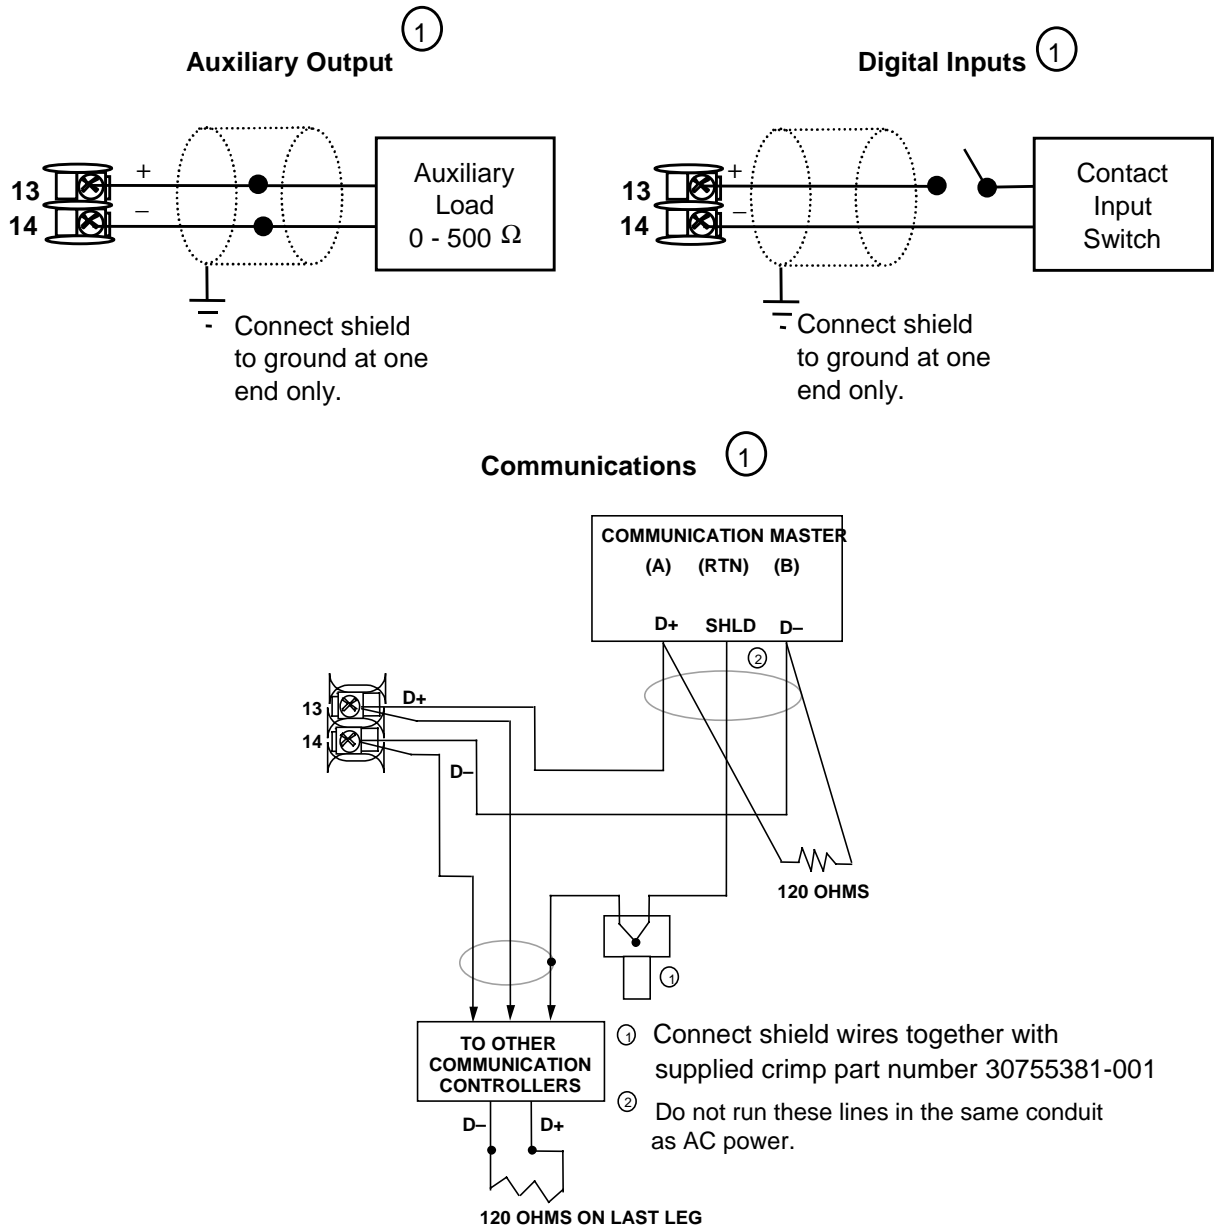 Auxiliary Output 1
13
14
+
–
Auxiliary
Load
0 - 500 Ω
Connect shield
to ground at one
end only.
Digital Inputs 1
13
14
+
–
Contact
Input
Switch
Connect shield
to ground at one
end only.
Communications 1
COMMUNICATION MASTER
(A) (RTN) (B)
D+ SHLD D–
2
13
14
D+
D–
120 OHMS
1
TO OTHER
COMMUNICATION
CONTROLLERS
D– D+
120 OHMS ON LAST LEG
1 Connect shield wires together with
supplied crimp part number 30755381-001
2 Do not run these lines in the same conduit
as AC power.